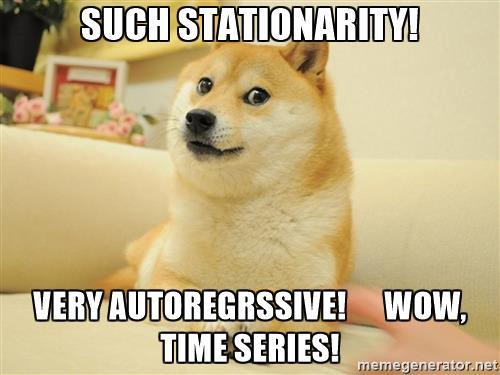 SUCH STATIONARITY!
VERY AUTOREGRSSIVE! WOW,
TIME SERIES!
memegenerator.net